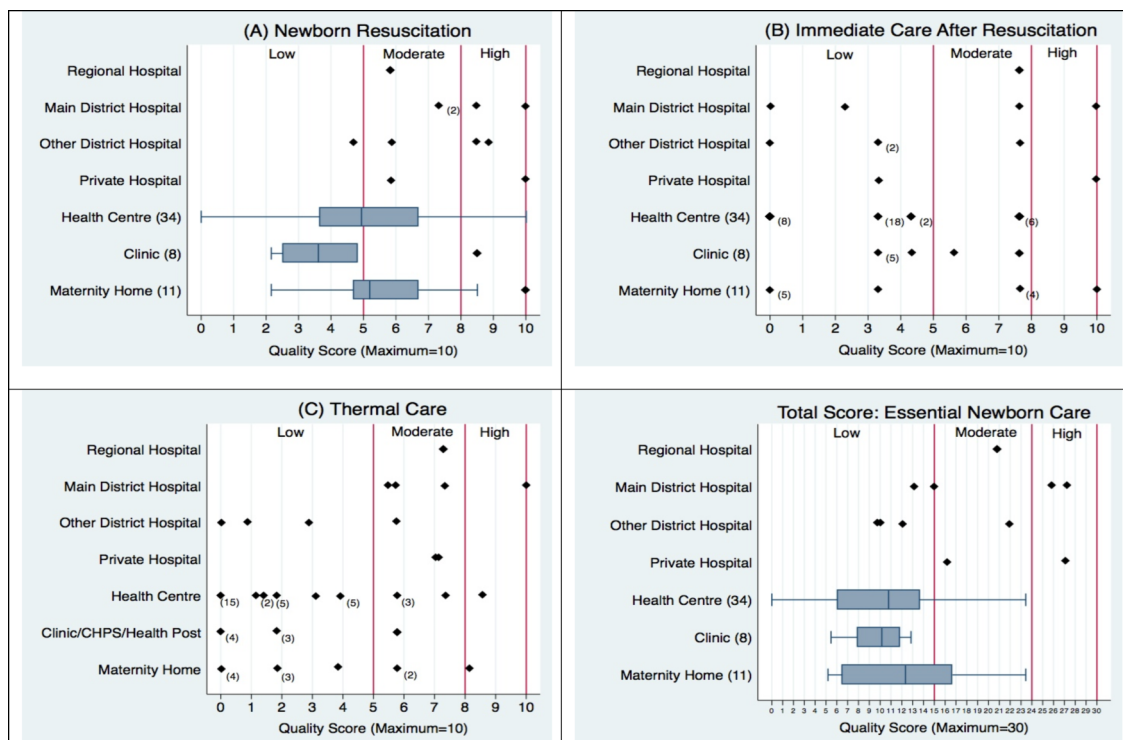 (A) Newborn Resuscitation
Low Moderate High
Regional Hospital
Main District Hospital (2)
Other District Hospital
Private Hospital
Health Centre (34)
Clinic (8)
Maternity Home (11)
0 1 2 3 4 5 6 7 8 9 10
Quality Score (Maximum=10)
(B) Immediate Care After Resuscitation
Low Moderate High
Regional Hospital
Main District Hospital
Other District Hospital (2)
Private Hospital
Health Centre (34) (8) (18) (2) (6)
Clinic (8) (5)
Maternity Home (11) (5) (4)
0 1 2 3 4 5 6 7 8 9 10
Quality Score (Maximum=10)
(C) Thermal Care
Low Moderate High
Regional Hospital
Main District Hospital
Other District Hospital
Private Hospital
Health Centre (15) (2) (5) (5) (3)
Clinic/CHPS/Health Post (4) (3)
Maternity Home (4) (3) (2)
0 1 2 3 4 5 6 7 8 9 10
Quality Score (Maximum=10)
Total Score: Essential Newborn Care
Low Moderate High
Regional Hospital
Main District Hospital
Other District Hospital
Private Hospital
Health Centre (34)
Clinic (8)
Maternity Home (11)
0 1 2 3 4 5 6 7 8 9 10 11 12 13 14 15 16 17 18 19 20 21 22 23 24 25 26 27 28 29 30
Quality Score (Maximum=30)